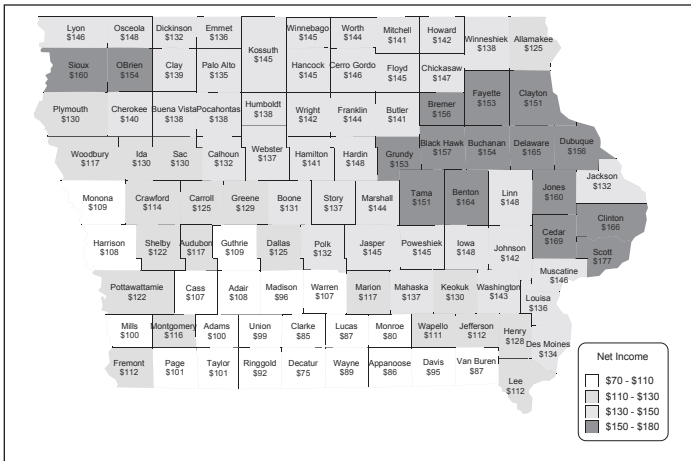 Lyon Osceola Dickinson Emmet Winnebago Worth Mitchell Howard Winneshiek Allamakee
$146 $148 $132 $136 $145 $144 $141 $142 $138 $125
Kossuth
$145
Sioux OBrien Clay Palo Alto Hancock Cerro Gordo Floyd Chickasaw
$160 $154 $139 $135 $145 $146 $145 $147
Fayette Clayton
$153 $151
Plymouth Cherokee Buena Vista Pocahontas Humboldt Wright Franklin Butler Bremer
$130 $140 $138 $138 $138 $142 $144 $141 $156
Black Hawk Buchanan Delaware Dubuque
$157 $154 $165 $156
Woodbury Ida Sac Calhoun Webster Hamilton Hardin Grundy
$117 $130 $130 $132 $137 $141 $148 $153
Jackson
$132
Monona Crawford Carroll Greene Boone Story Marshall Tama Benton Linn Jones
$109 $114 $125 $129 $131 $137 $144 $151 $164 $148 $160
Clinton
$166
Cedar
$169
Harrison Shelby Audubon Guthrie Dallas Polk Jasper Poweshiek Iowa Johnson Scott
$108 $122 $117 $109 $125 $132 $145 $145 $148 $142 $177
Muscatine
$146
Pottawattamie Cass Adair Madison Warren Marion Mahaska Keokuk Washington Louisa
$122 $107 $108 $96 $107 $117 $137 $130 $143 $136
Mills Montgomery Adams Union Clarke Lucas Monroe Wapello Jefferson Henry Des Moines
$100 $116 $100 $99 $85 $87 $80 $111 $112 $128 $134
Fremont Page Taylor Ringgold Decatur Wayne Appanoose Davis Van Buren Lee
$112 $101 $101 $92 $75 $89 $86 $95 $87 $112
Net Income
$70 - $110
$110 - $130
$130 - $150
$150 - $180